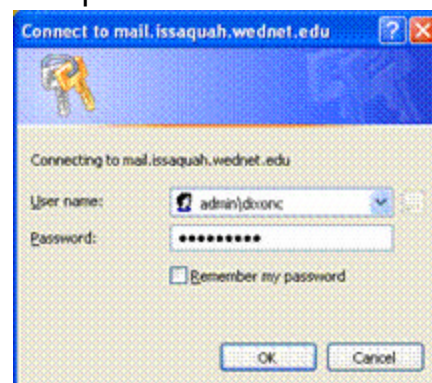 Connect to mail.issaquah.wednet.edu
Connecting to mail.issaquah.wednet.edu
User name: admin\dixonc
Password: •••••••••
Remember my password
OK Cancel